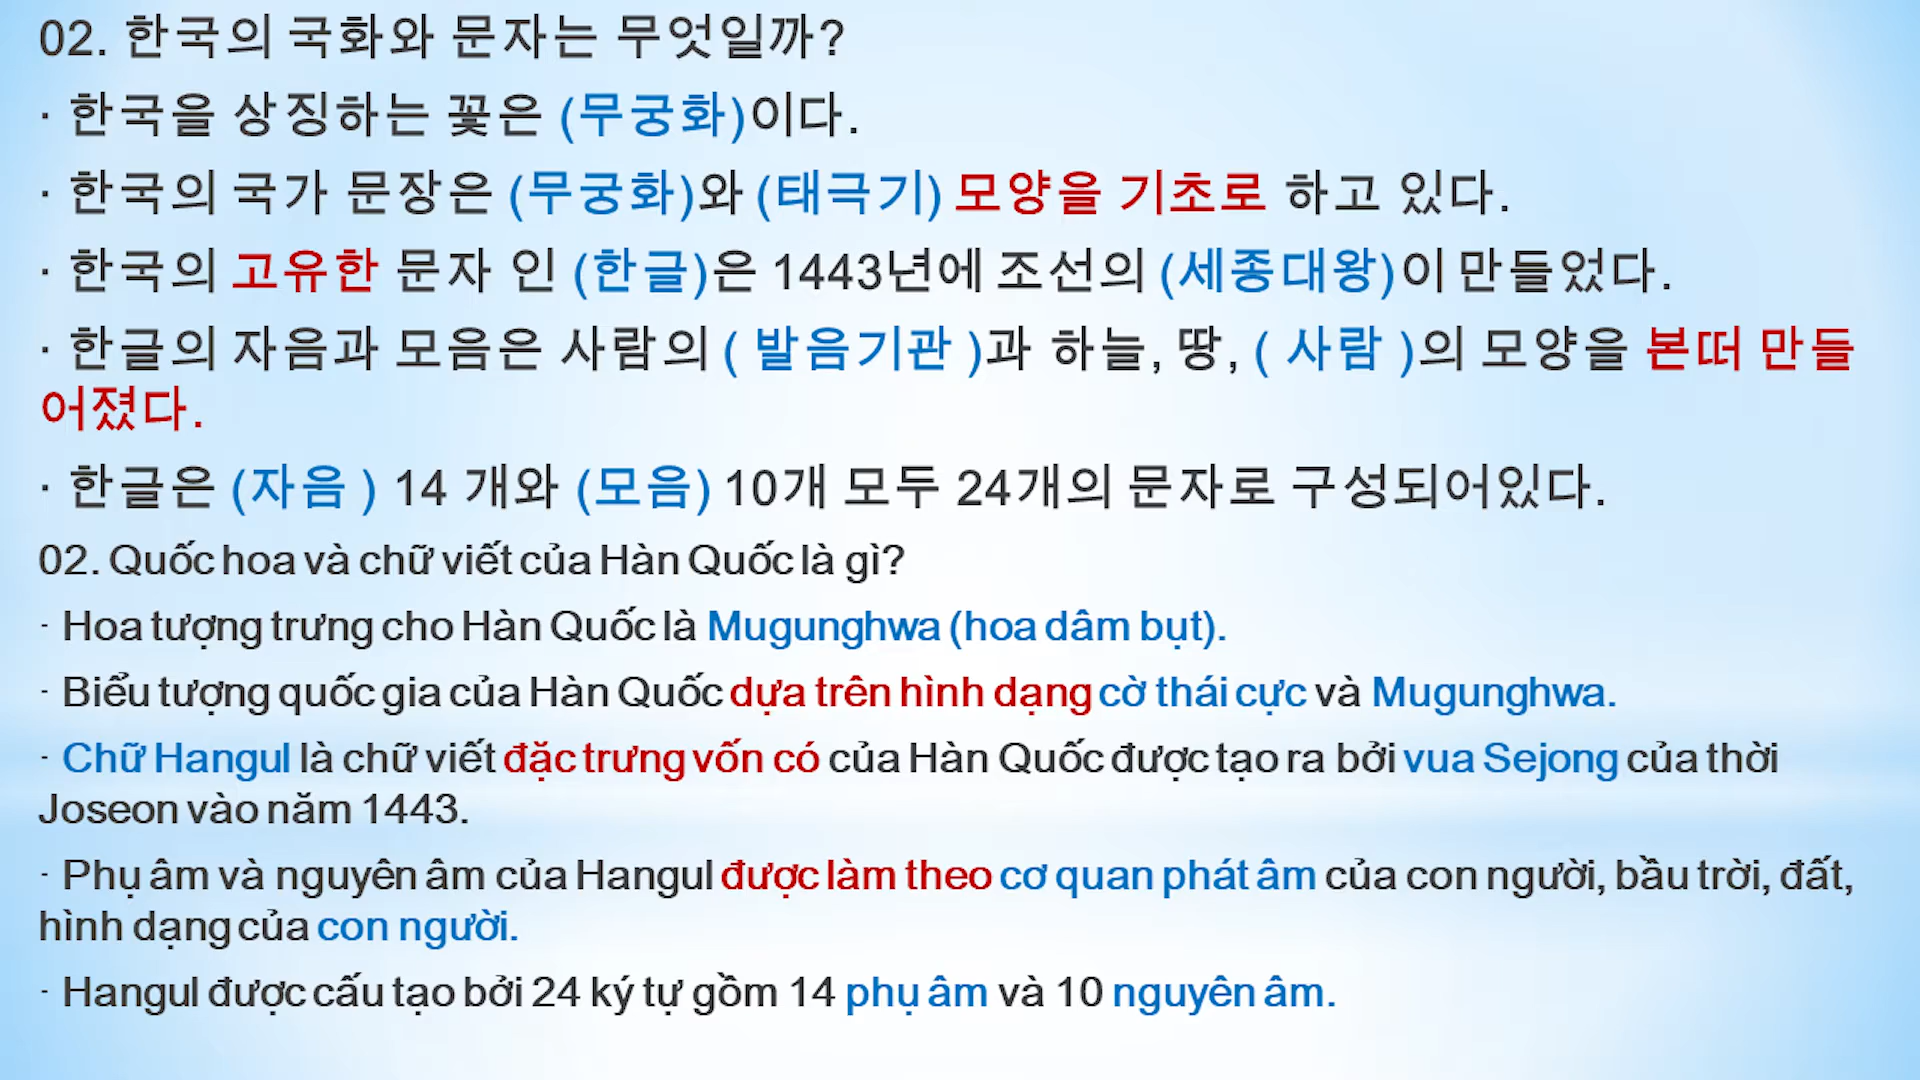 02. 한국의 국화와 문자는 무엇일까?
· 한국을 상징하는 꽃은 (무궁화)이다.
· 한국의 국가 문장은 (무궁화)와 (태극기) 모양을 기초로 하고 있다.
· 한국의 고유한 문자 인 (한글)은 1443년에 조선의 (세종대왕)이 만들었다.
· 한글의 자음과 모음은 사람의 ( 발음기관 )과 하늘, 땅, ( 사람 )의 모양을 본떠 만들
어졌다.
· 한글은 (자음 ) 14 개와 (모음) 10개 모두 24개의 문자로 구성되어있다.
02. Quốc hoa và chữ viết của Hàn Quốc là gì?
· Hoa tượng trưng cho Hàn Quốc là Mugunghwa (hoa dâm bụt).
· Biểu tượng quốc gia của Hàn Quốc dựa trên hình dạng cờ thái cực và Mugunghwa.
· Chữ Hangul là chữ viết đặc trưng vốn có của Hàn Quốc được tạo ra bởi vua Sejong của thời
Joseon vào năm 1443.
· Phụ âm và nguyên âm của Hangul được làm theo cơ quan phát âm của con người, bầu trời, đất,
hình dạng của con người.
· Hangul được cấu tạo bởi 24 ký tự gồm 14 phụ âm và 10 nguyên âm.